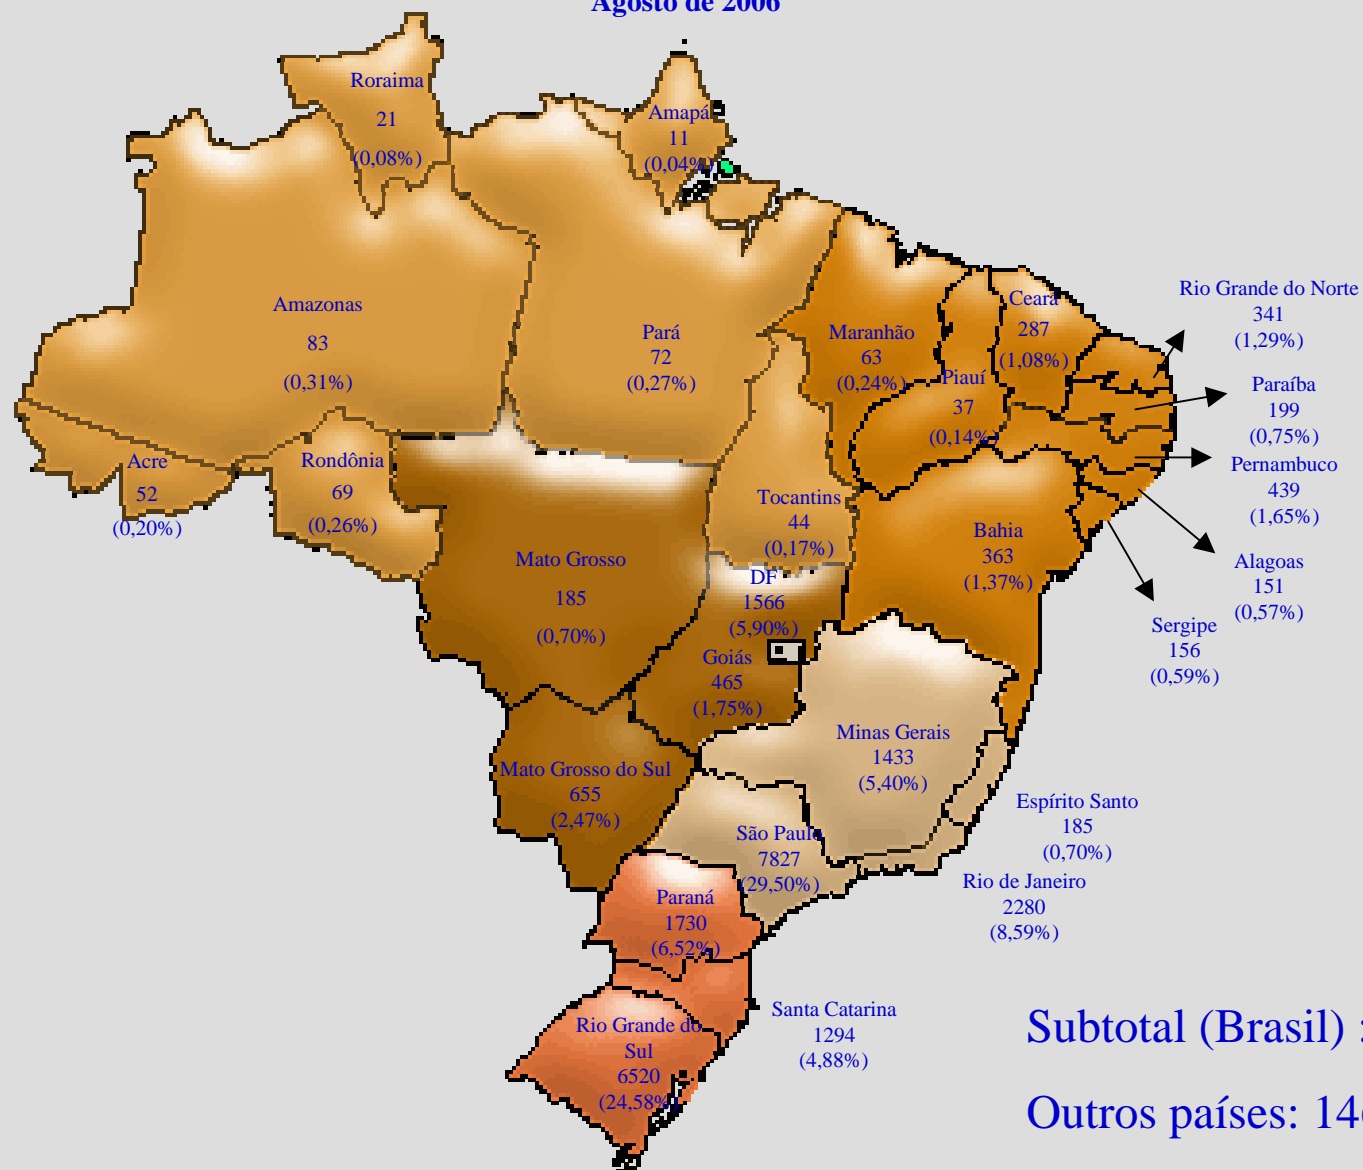 Agosto de 2006
Roraima
21
(0,08%)
Amapá
11
(0,04%)
Amazonas
83
(0,31%)
Pará
72
(0,27%)
Maranhão
63
(0,24%)
Piauí
37
(0,14%)
Ceará
287
(1,08%)
Rio Grande do Norte
341
(1,29%)
Paraíba
199
(0,75%)
Pernambuco
439
(1,65%)
Alagoas
151
(0,57%)
Sergipe
156
(0,59%)
Acre
52
(0,20%)
Rondônia
69
(0,26%)
Tocantins
44
(0,17%)
Bahia
363
(1,37%)
Mato Grosso
185
(0,70%)
DF
1566
(5,90%)
Goiás
465
(1,75%)
Minas Gerais
1433
(5,40%)
Mato Grosso do Sul
655
(2,47%)
Espírito Santo
185
(0,70%)
São Paulo
7827
(29,50%)
Rio de Janeiro
2280
(8,59%)
Paraná
1730
(6,52%)
Santa Catarina
1294
(4,88%)
Rio Grande do
Sul
6520
(24,58%)
Subtotal (Brasil) :
Outros países: 14